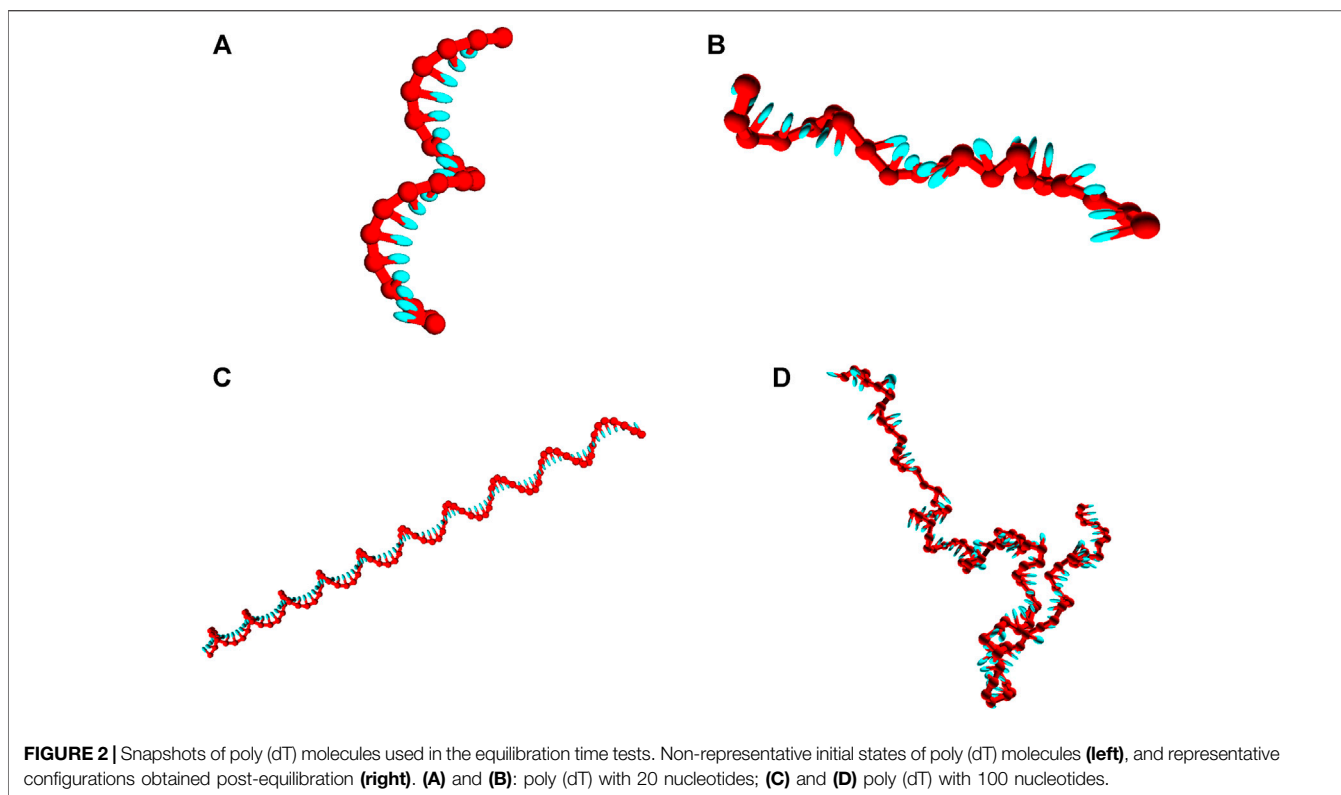 A
B
C
D
FIGURE 2 | Snapshots of poly (dT) molecules used in the equilibration time tests. Non-representative initial states of poly (dT) molecules (left), and representative
configurations obtained post-equilibration (right). (A) and (B): poly (dT) with 20 nucleotides; (C) and (D) poly (dT) with 100 nucleotides.